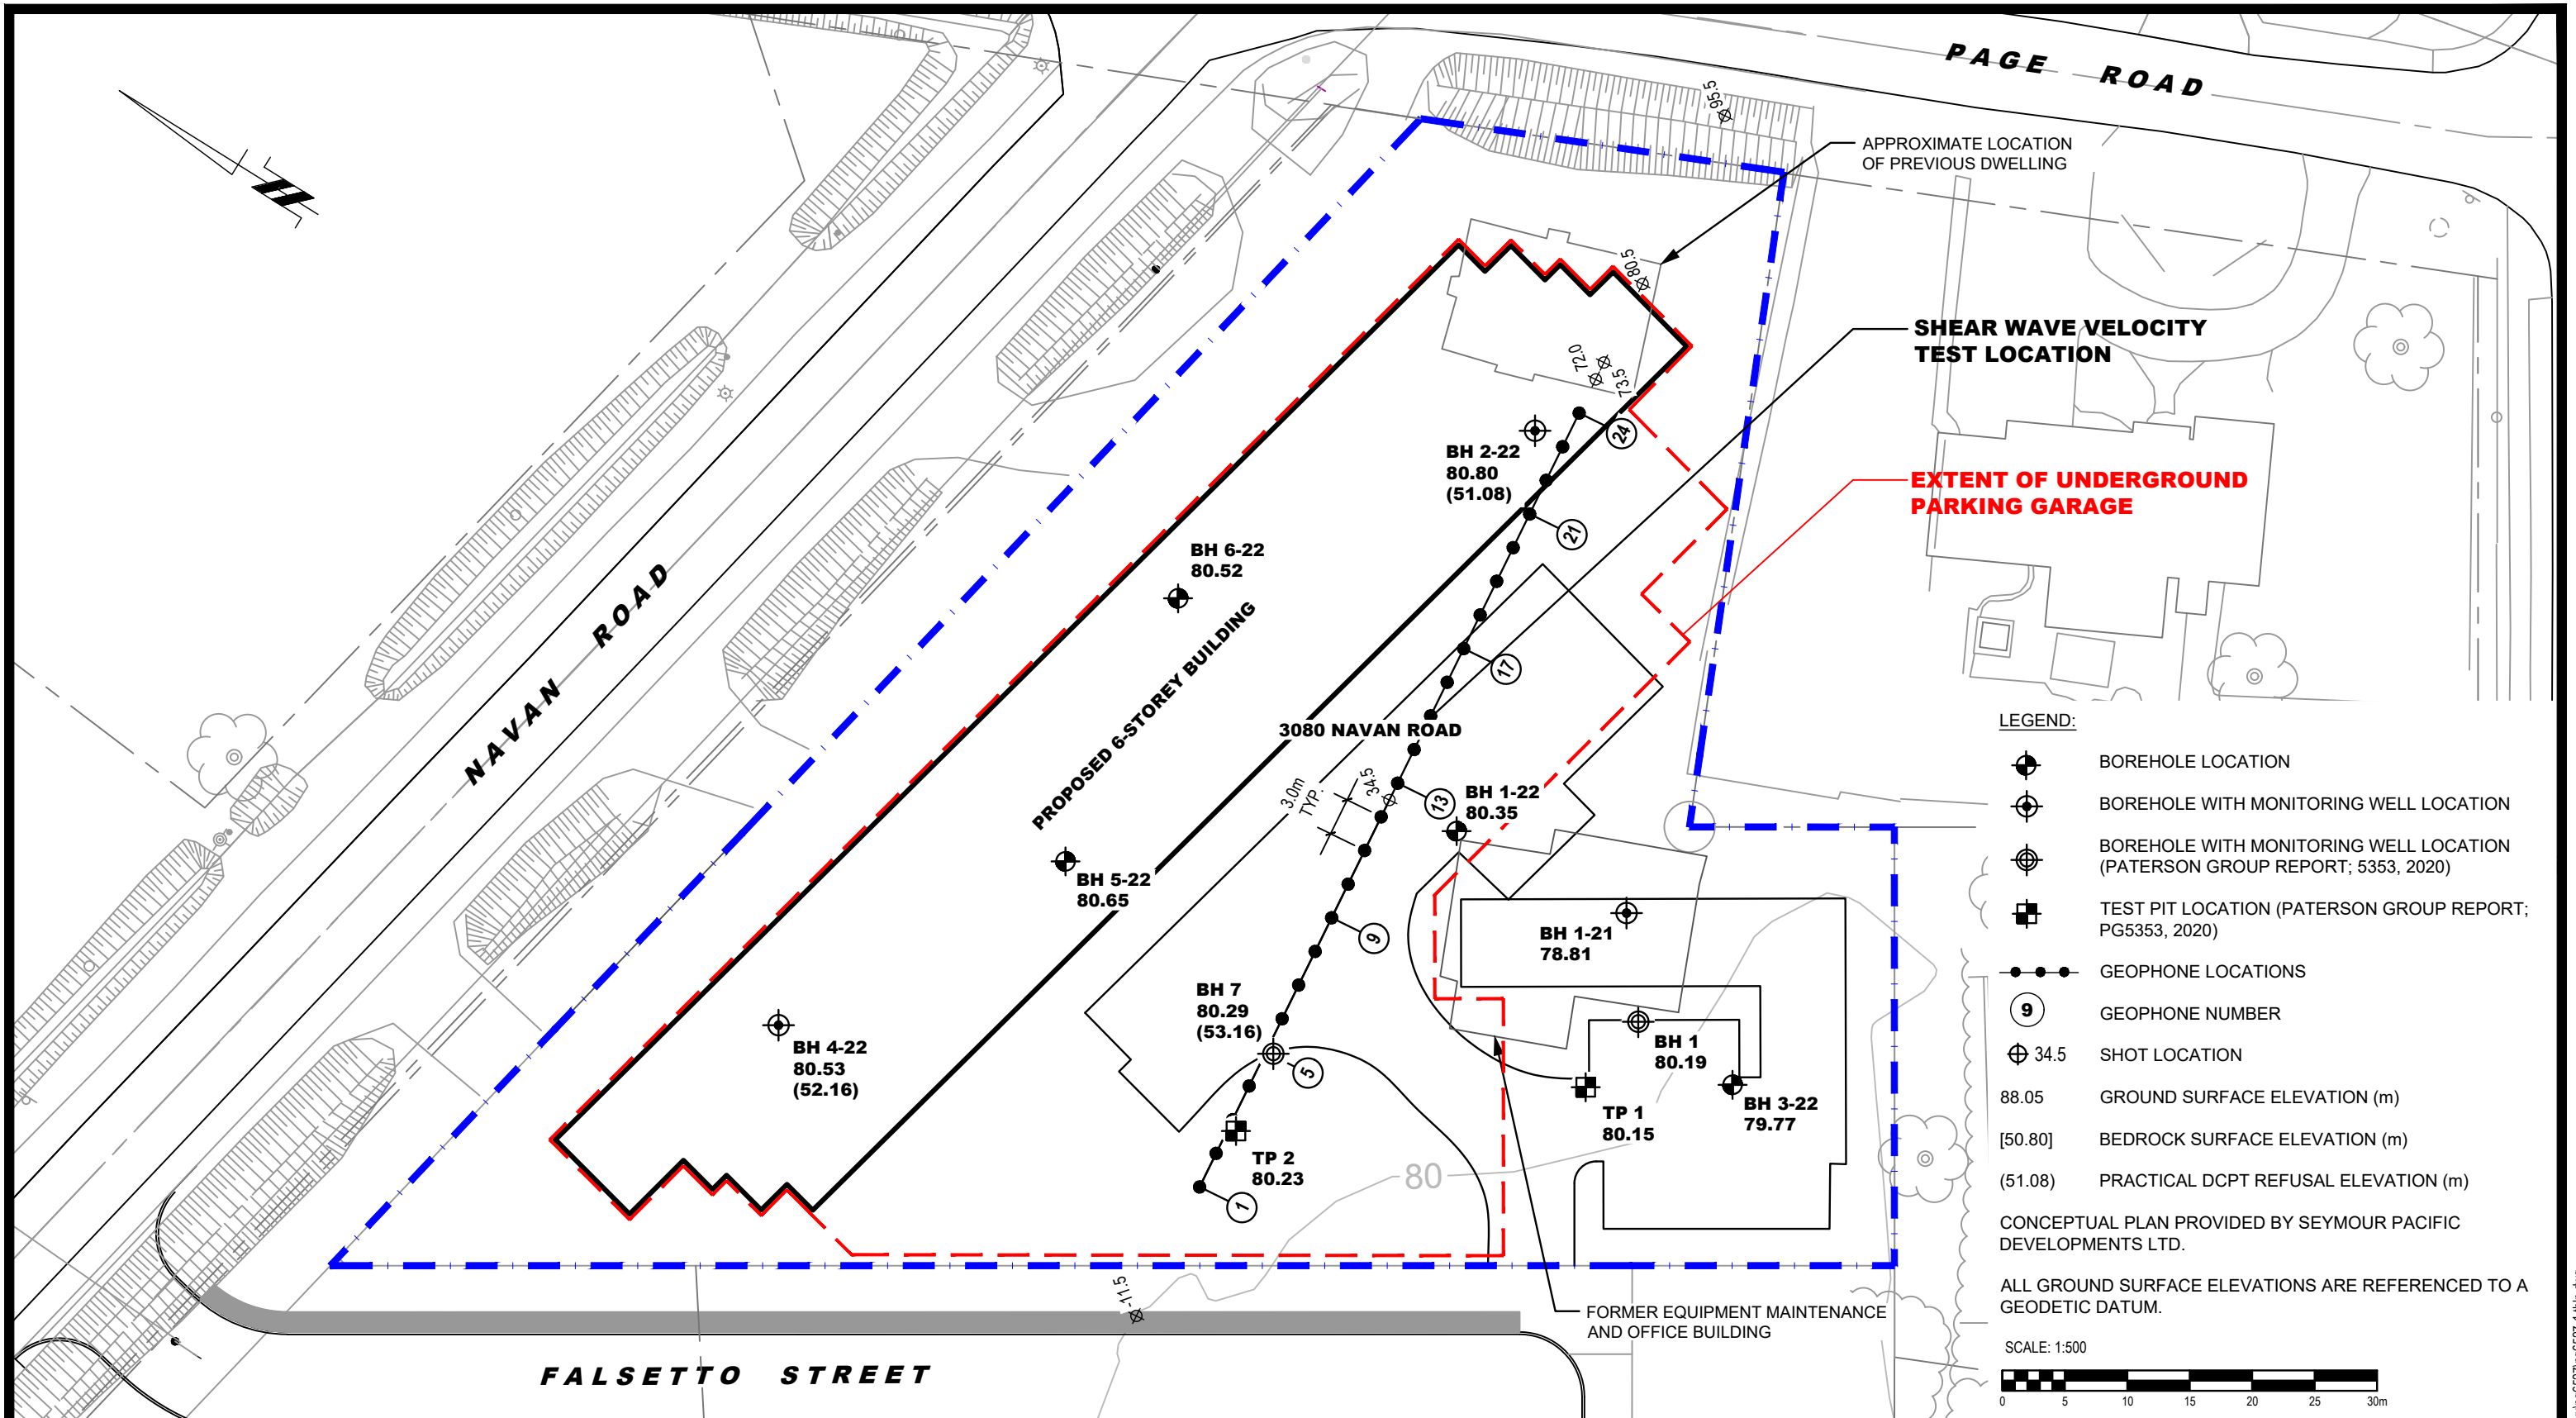 PAGE ROAD
95.5
APPROXIMATE LOCATION
OF PREVIOUS DWELLING
80.5
SHEAR WAVE VELOCITY
TEST LOCATION
72.0
73.5
24
BH 2-22
80.80
(51.08)
EXTENT OF UNDERGROUND
PARKING GARAGE
21
BH 6-22
80.52
NAVAN ROAD
PROPOSED 6-STOREY BUILDING
17
3080 NAVAN ROAD
3.0m
TYP.
34.5
13
BH 1-22
80.35
BH 5-22
80.65
9
BH 1-21
78.81
BH 7
80.29
(53.16)
5
BH 4-22
80.53
(52.16)
BH 1
80.19
TP 1
80.15
BH 3-22
79.77
TP 2
80.23
80
1
-11.5
FORMER EQUIPMENT MAINTENANCE
AND OFFICE BUILDING
FALSETTO STREET
LEGEND:
BOREHOLE LOCATION
BOREHOLE WITH MONITORING WELL LOCATION
BOREHOLE WITH MONITORING WELL LOCATION
(PATERSON GROUP REPORT; 5353, 2020)
TEST PIT LOCATION (PATERSON GROUP REPORT;
PG5353, 2020)
GEOPHONE LOCATIONS
9 GEOPHONE NUMBER
34.5 SHOT LOCATION
88.05 GROUND SURFACE ELEVATION (m)
[50.80] BEDROCK SURFACE ELEVATION (m)
(51.08) PRACTICAL DCPT REFUSAL ELEVATION (m)
CONCEPTUAL PLAN PROVIDED BY SEYMOUR PACIFIC
DEVELOPMENTS LTD.
ALL GROUND SURFACE ELEVATIONS ARE REFERENCED TO A
GEODETIC DATUM.
SCALE: 1:500
0 5 10 15 20 25 30m